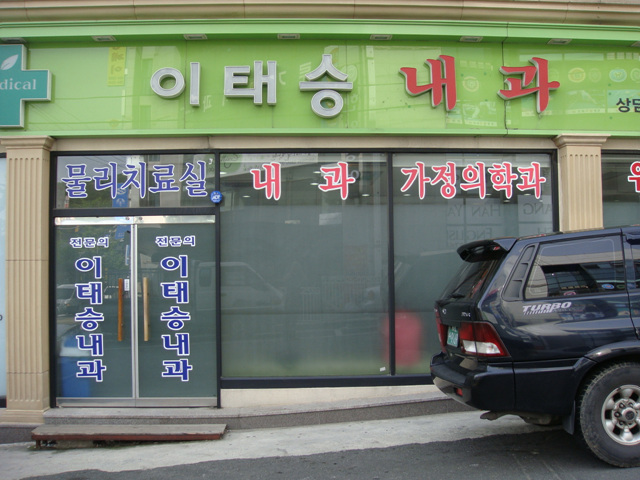 edical
이태승 내과
상담
물리치료실
내 과
가정의학과
전문의
이태승내과
전문의
이태승내과
TURBO